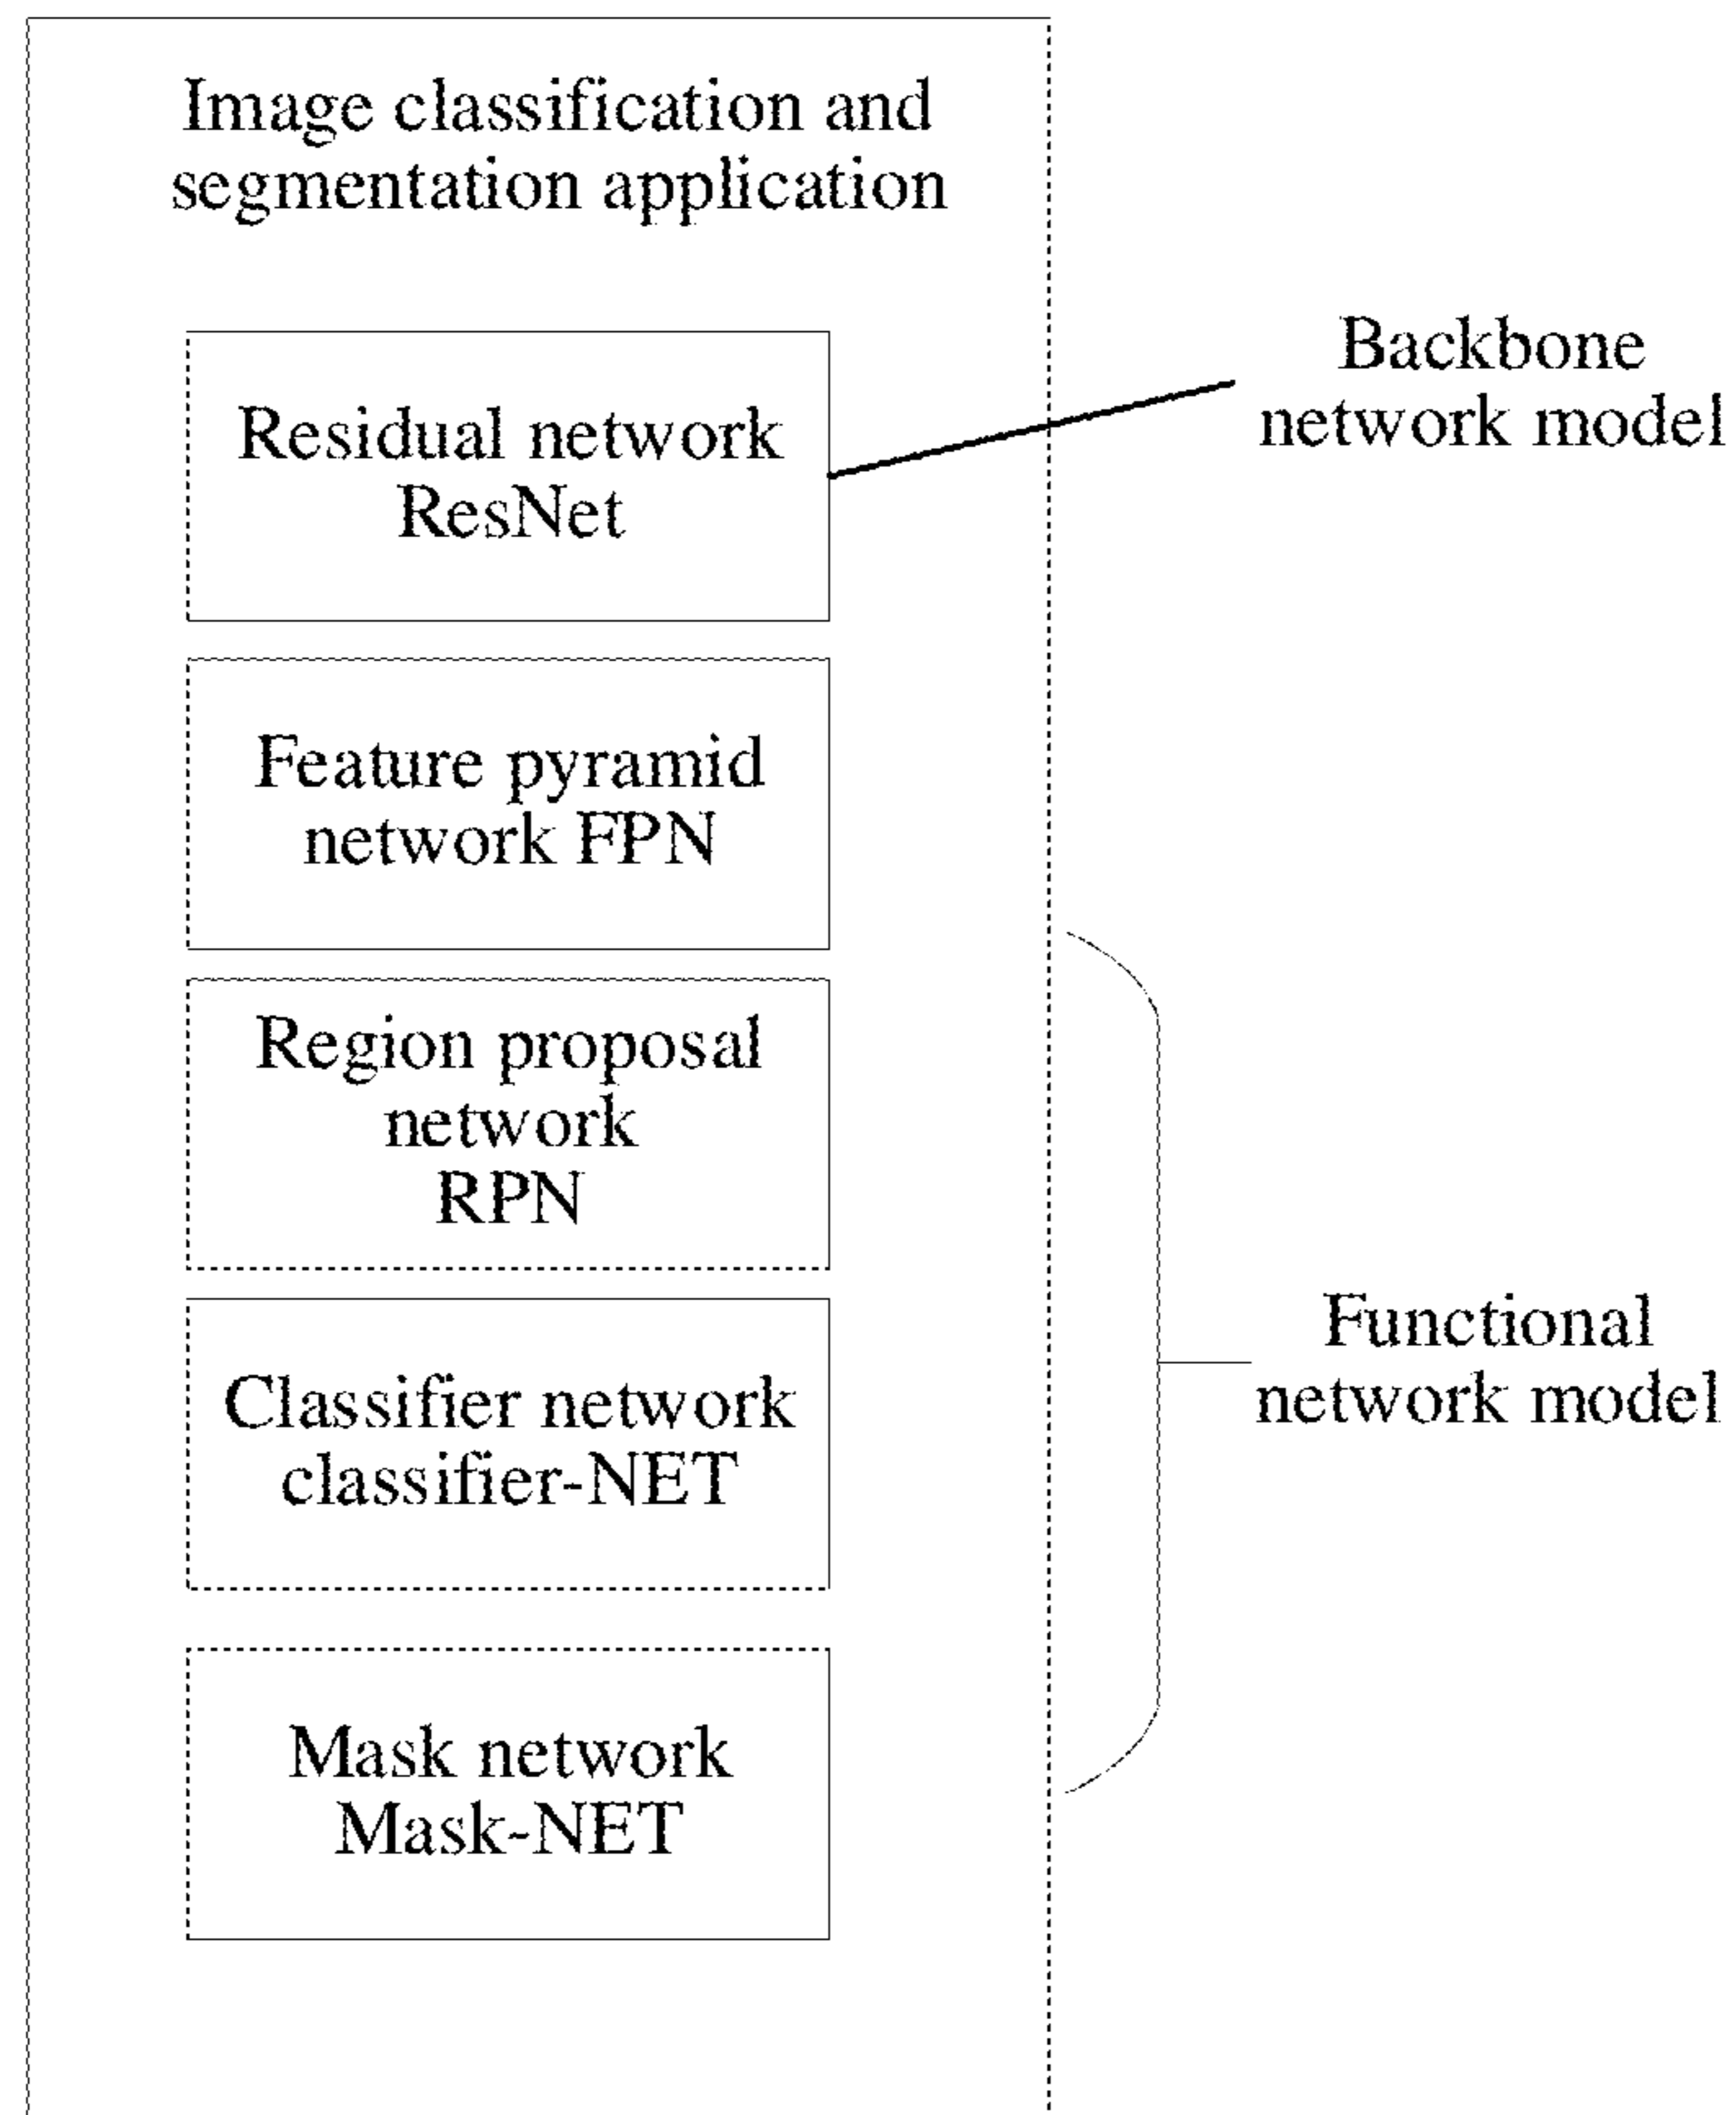 Image classification and
segmentation application
Residual network
ResNet
Backbone
network model
Feature pyramid
network FPN
Region proposal
network
RPN
Classifier network
classifier-NET
Functional
network model
Mask network
Mask-NET